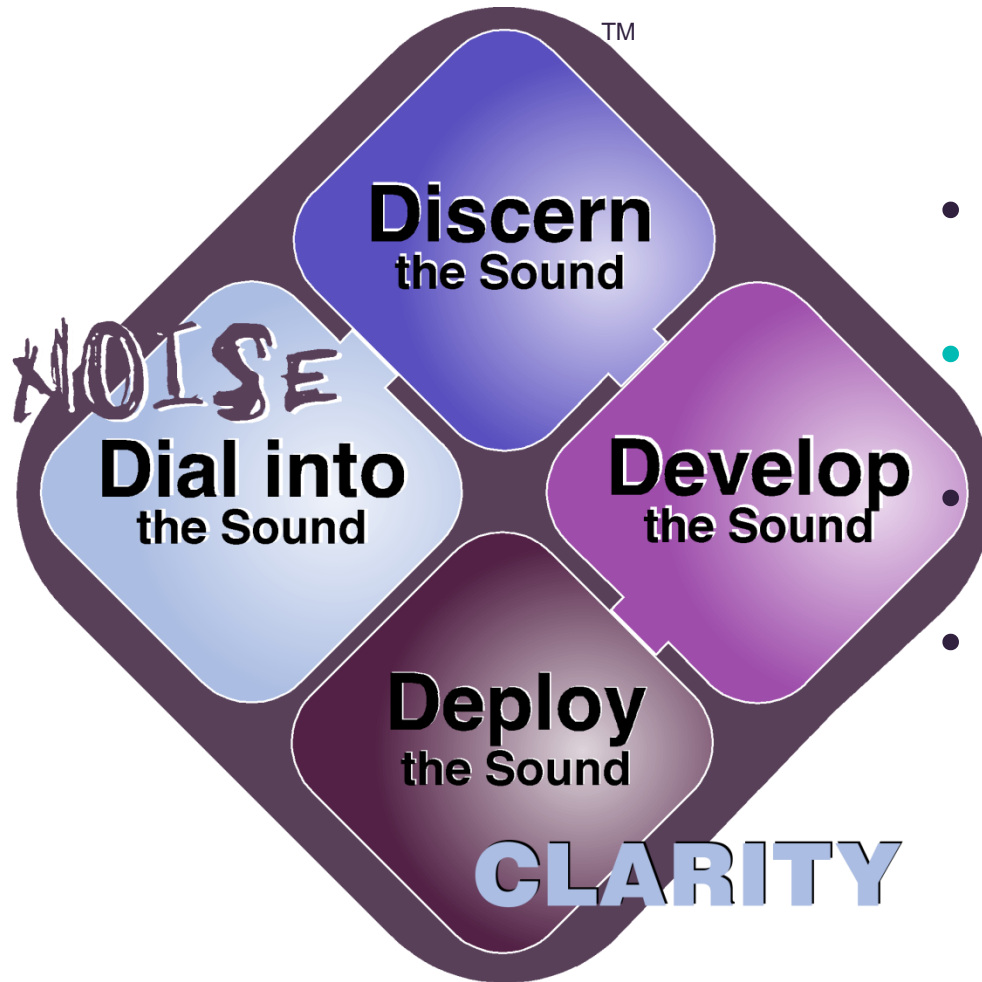 TM
Discern
the Sound
NOISE
Dial into
the Sound
Develop
the Sound
Deploy
the Sound
CLARITY